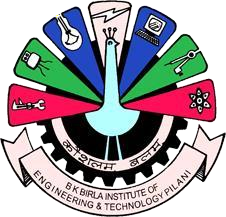 कौशलम् बलम्
B K BIRLA INSTITUTE OF
ENGINEERING & TECHNOLOGY PILANI